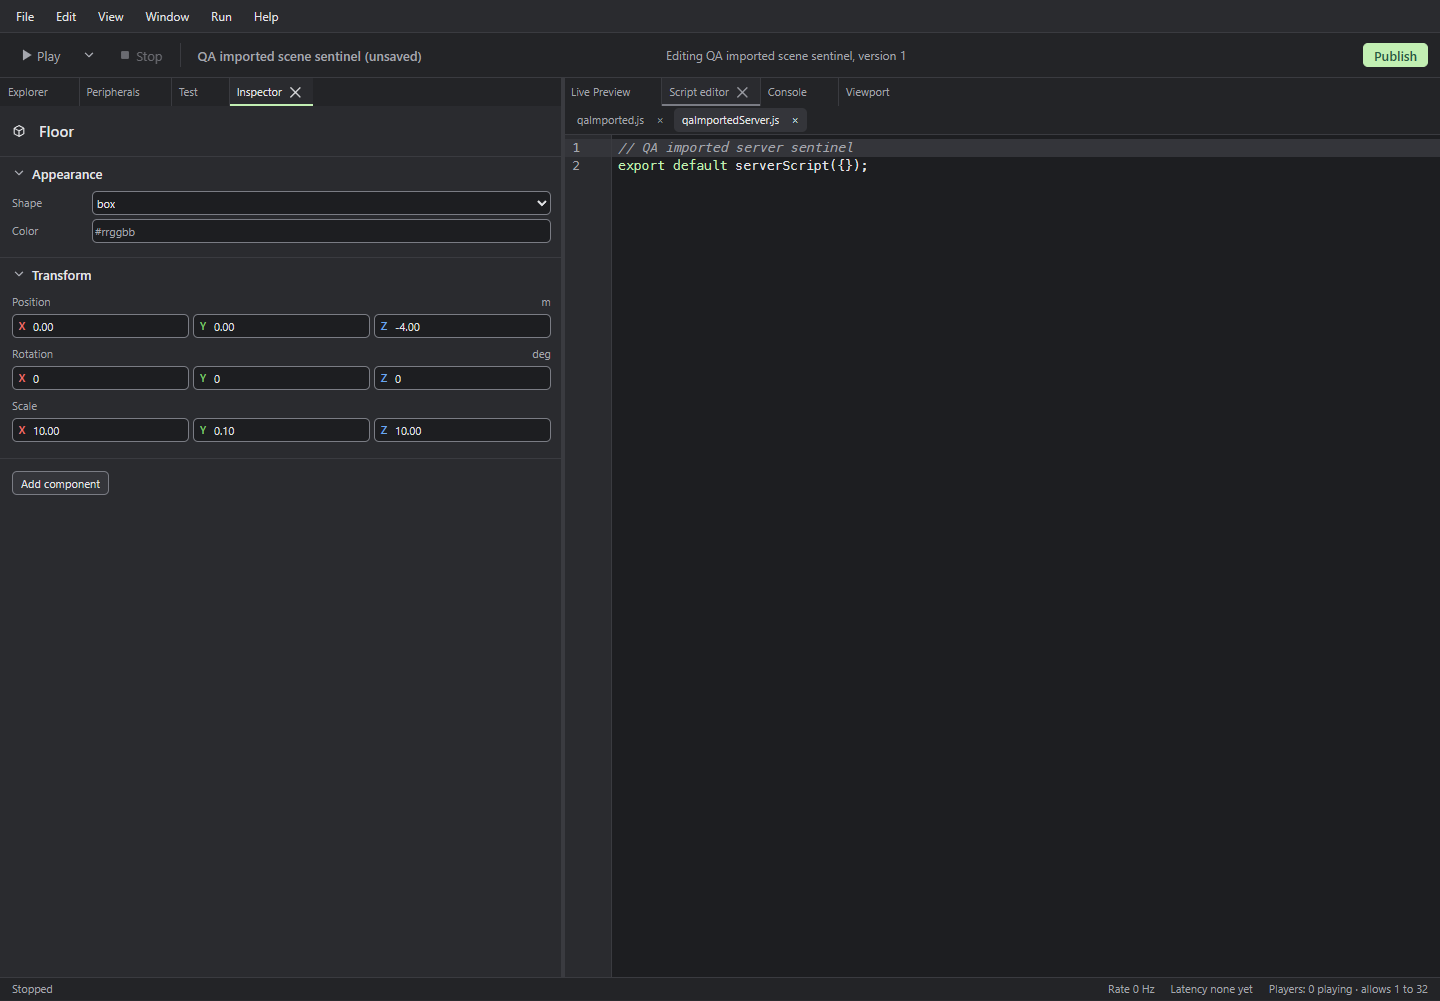 File Edit View Window Run Help
Play Stop QA imported scene sentinel (unsaved) Editing QA imported scene sentinel, version 1 Publish
Explorer Peripherals Test Inspector Live Preview Script editor Console Viewport
qaImported.js × qaImportedServer.js ×
Floor
Appearance
Shape box
Color #rrggbb
Transform
Position m
X 0.00 Y 0.00 Z -4.00
Rotation deg
X 0 Y 0 Z 0
Scale
X 10.00 Y 0.10 Z 10.00
Add component
1 // QA imported server sentinel
2 export default serverScript({});
Stopped Rate 0 Hz Latency none yet Players: 0 playing · allows 1 to 32